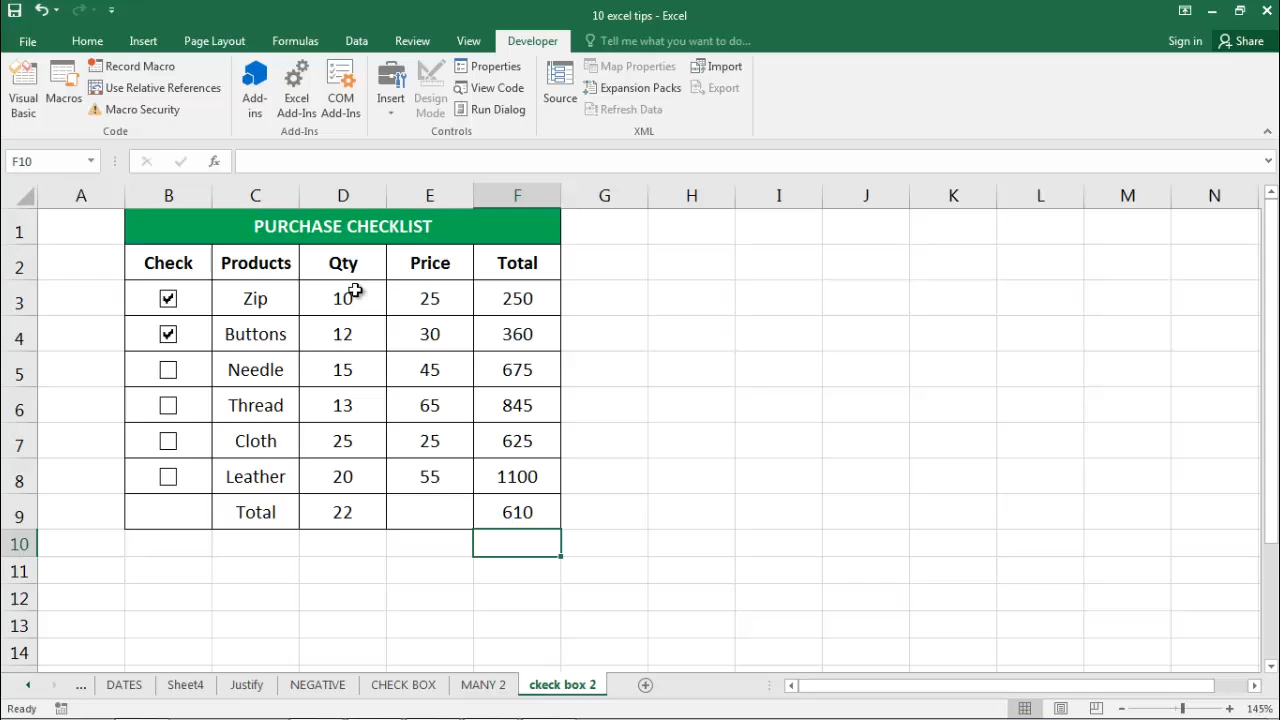 10 excel tips - Excel
File Home Insert Page Layout Formulas Data Review View Developer Tell me what you want to do... Sign in Share
Visual Basic
Macros
Record Macro
Use Relative References
Macro Security
Code
Add-ins
Excel Add-Ins
COM Add-Ins
Add-Ins
Insert
Design Mode
Properties
View Code
Run Dialog
Controls
Source
Map Properties
Expansion Packs
Refresh Data
Import
Export
XML
F10 fx
A B C D E F G H I J K L M N
1 PURCHASE CHECKLIST
2 Check Products Qty Price Total
3 Zip 10 25 250
4 Buttons 12 30 360
5 Needle 15 45 675
6 Thread 13 65 845
7 Cloth 25 25 625
8 Leather 20 55 1100
9 Total 22 610
10
11
12
13
14
... DATES Sheet4 Justify NEGATIVE CHECK BOX MANY 2 ckeck box 2
Ready 145%